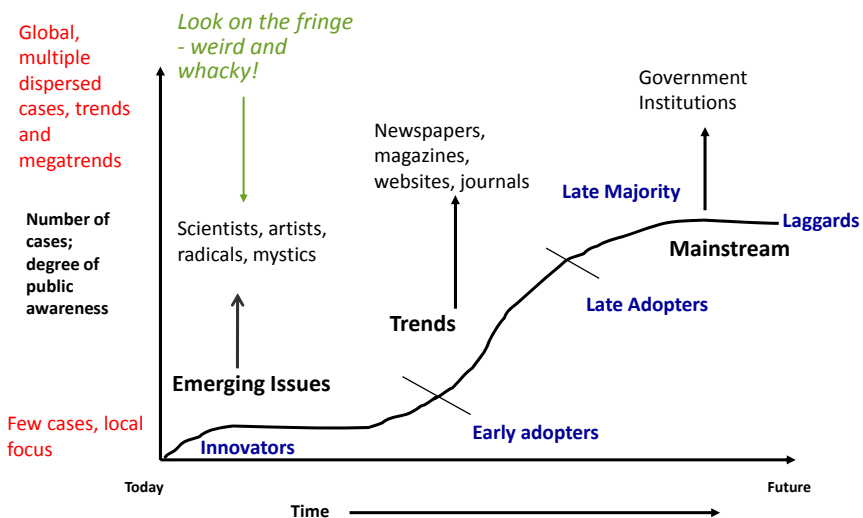 Global,
multiple
dispersed
cases, trends
and
megatrends
Look on the fringe
- weird and
whacky!
Government
Institutions
Newspapers,
magazines,
websites, journals
Late Majority
Number of
cases;
degree of
public
awareness
Scientists, artists,
radicals, mystics
Laggards
Mainstream
Late Adopters
Trends
Emerging Issues
Few cases, local
focus
Innovators
Early adopters
Today
Future
Time